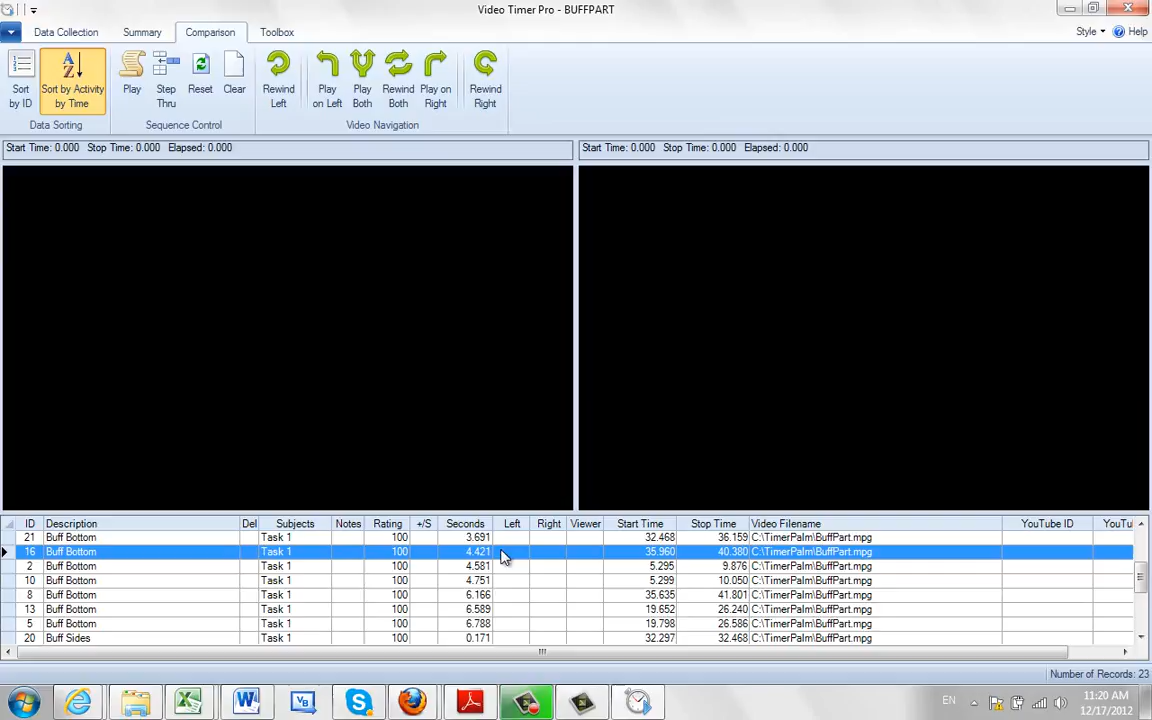 Video Timer Pro - BUFFPART
Data Collection Summary Comparison Toolbox Style Help
Sort by ID
Sort by Activity by Time
Play
Step Thru
Reset
Clear
Rewind Left
Play on Left
Play Both
Rewind Both
Play on Right
Rewind Right
Data Sorting Sequence Control Video Navigation
Start Time: 0.000 Stop Time: 0.000 Elapsed: 0.000 Start Time: 0.000 Stop Time: 0.000 Elapsed: 0.000
ID Description Del Subjects Notes Rating +/S Seconds Left Right Viewer Start Time Stop Time Video Filename YouTube ID YouTu
21 Buff Bottom Task 1 100 3.691 32.468 36.159 C:\TimerPalm\BuffPart.mpg
16 Buff Bottom Task 1 100 4.421 35.960 40.380 C:\TimerPalm\BuffPart.mpg
2 Buff Bottom Task 1 100 4.581 5.295 9.876 C:\TimerPalm\BuffPart.mpg
10 Buff Bottom Task 1 100 4.751 5.299 10.050 C:\TimerPalm\BuffPart.mpg
8 Buff Bottom Task 1 100 6.166 35.635 41.801 C:\TimerPalm\BuffPart.mpg
13 Buff Bottom Task 1 100 6.589 19.652 26.240 C:\TimerPalm\BuffPart.mpg
5 Buff Bottom Task 1 100 6.788 19.798 26.586 C:\TimerPalm\BuffPart.mpg
20 Buff Sides Task 1 100 0.171 32.297 32.468 C:\TimerPalm\BuffPart.mpg
Number of Records: 23
EN 11:20 AM
12/17/2012